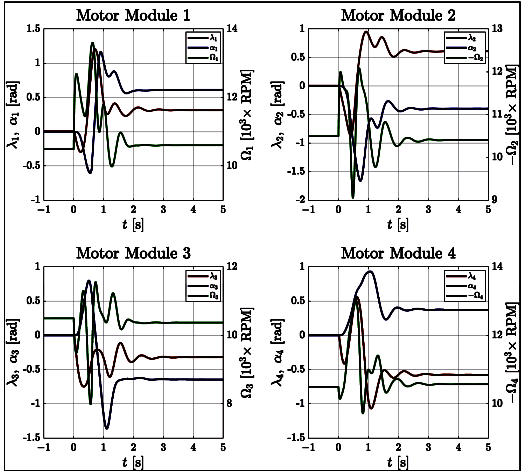 Motor Module 1
λ₁
α₁
Ω₁
1.5
1
0.5
0
-0.5
-1
14
12
10
λ₁, α₁ [rad]
Ω₁ [10³× RPM]
-1 0 1 2 3 4 5
t [s]
Motor Module 2
λ₂
α₂
−Ω₂
1
0.5
0
-0.5
-1
-1.5
-2
13
12
11
10
9
λ₂, α₂ [rad]
−Ω₂ [10³× RPM]
-1 0 1 2 3 4 5
t [s]
Motor Module 3
λ₃
α₃
Ω₃
1
0.5
0
-0.5
-1
-1.5
12
10
8
λ₃, α₃ [rad]
Ω₃ [10³× RPM]
-1 0 1 2 3 4 5
t [s]
Motor Module 4
λ₄
α₄
−Ω₄
1
0.5
0
-0.5
-1
-1.5
14
12
10
λ₄, α₄ [rad]
−Ω₄ [10³× RPM]
-1 0 1 2 3 4 5
t [s]